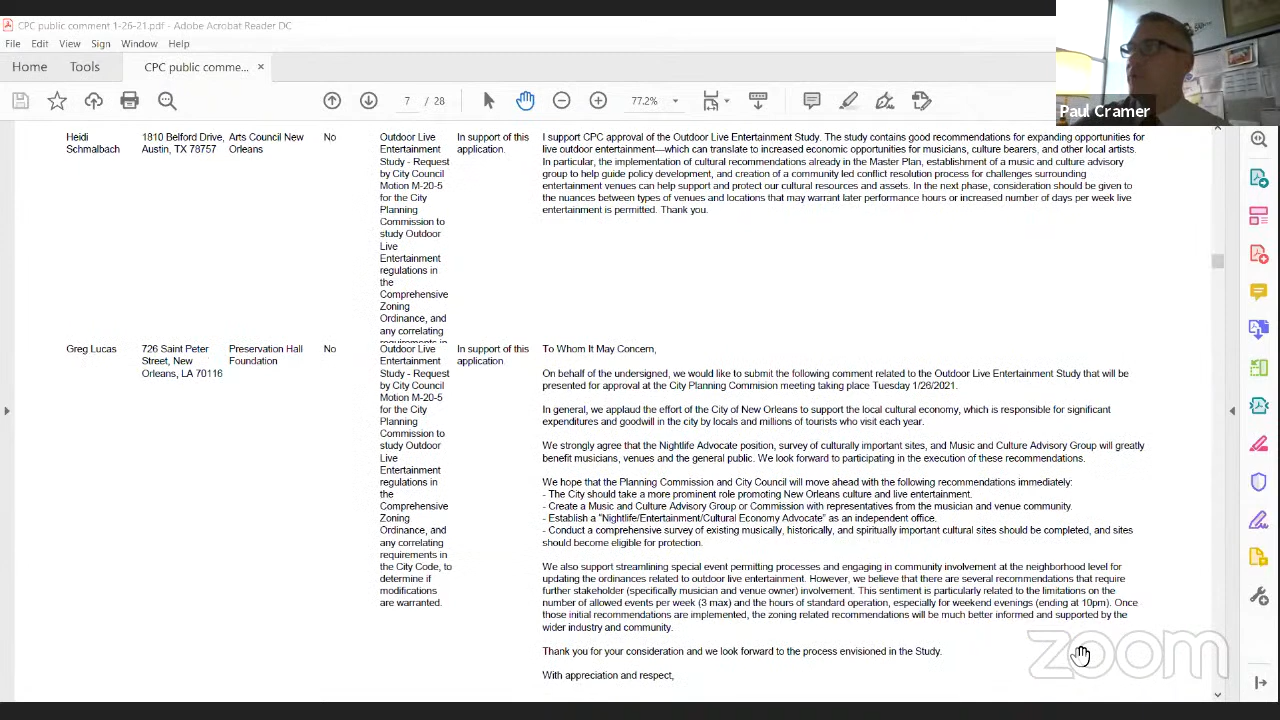 CPC public comment 1-26-21.pdf - Adobe Acrobat Reader DC
File Edit View Sign Window Help
Home Tools CPC public comme... ×
7 / 28 77.2%
Paul Cramer
Heidi Schmalbach
1810 Belford Drive, Austin, TX 78757
Arts Council New Orleans
No
Outdoor Live
Entertainment
Study - Request
by City Council
Motion M-20-5
for the City
Planning
Commission to
study Outdoor
Live
Entertainment
regulations in
the
Comprehensive
Zoning
Ordinance, and
any correlating
requirements in
In support of this
application.
I support CPC approval of the Outdoor Live Entertainment Study. The study contains good recommendations for expanding opportunities for
live outdoor entertainment—which can translate to increased economic opportunities for musicians, culture bearers, and other local artists.
In particular, the implementation of cultural recommendations already in the Master Plan, establishment of a music and culture advisory
group to help guide policy development, and creation of a community led conflict resolution process for challenges surrounding
entertainment venues can help support and protect our cultural resources and assets. In the next phase, consideration should be given to
the nuances between types of venues and locations that may warrant later performance hours or increased number of days per week live
entertainment is permitted. Thank you.
Greg Lucas
726 Saint Peter
Street, New
Orleans, LA 70116
Preservation Hall
Foundation
No
Outdoor Live
Entertainment
Study - Request
by City Council
Motion M-20-5
for the City
Planning
Commission to
study Outdoor
Live
Entertainment
regulations in
the
Comprehensive
Zoning
Ordinance, and
any correlating
requirements in
the City Code, to
determine if
modifications
are warranted.
In support of this
application.
To Whom It May Concern,
On behalf of the undersigned, we would like to submit the following comment related to the Outdoor Live Entertainment Study that will be
presented for approval at the City Planning Commision meeting taking place Tuesday 1/26/2021.
In general, we applaud the effort of the City of New Orleans to support the local cultural economy, which is responsible for significant
expenditures and goodwill in the city by locals and millions of tourists who visit each year.
We strongly agree that the Nightlife Advocate position, survey of culturally important sites, and Music and Culture Advisory Group will greatly
benefit musicians, venues and the general public. We look forward to participating in the execution of these recommendations.
We hope that the Planning Commission and City Council will move ahead with the following recommendations immediately:
- The City should take a more prominent role promoting New Orleans culture and live entertainment.
- Create a Music and Culture Advisory Group or Commission with representatives from the musician and venue community.
- Establish a "Nightlife/Entertainment/Cultural Economy Advocate" as an independent office.
- Conduct a comprehensive survey of existing musically, historically, and spiritually important cultural sites should be completed, and sites
should become eligible for protection.
We also support streamlining special event permitting processes and engaging in community involvement at the neighborhood level for
updating the ordinances related to outdoor live entertainment. However, we believe that there are several recommendations that require
further stakeholder (specifically musician and venue owner) involvement. This sentiment is particularly related to the limitations on the
number of allowed events per week (3 max) and the hours of standard operation, especially for weekend evenings (ending at 10pm). Once
those initial recommendations are implemented, the zoning related recommendations will be much better informed and supported by the
wider industry and community.
Thank you for your consideration and we look forward to the process envisioned in the Study.
With appreciation and respect,
zoom